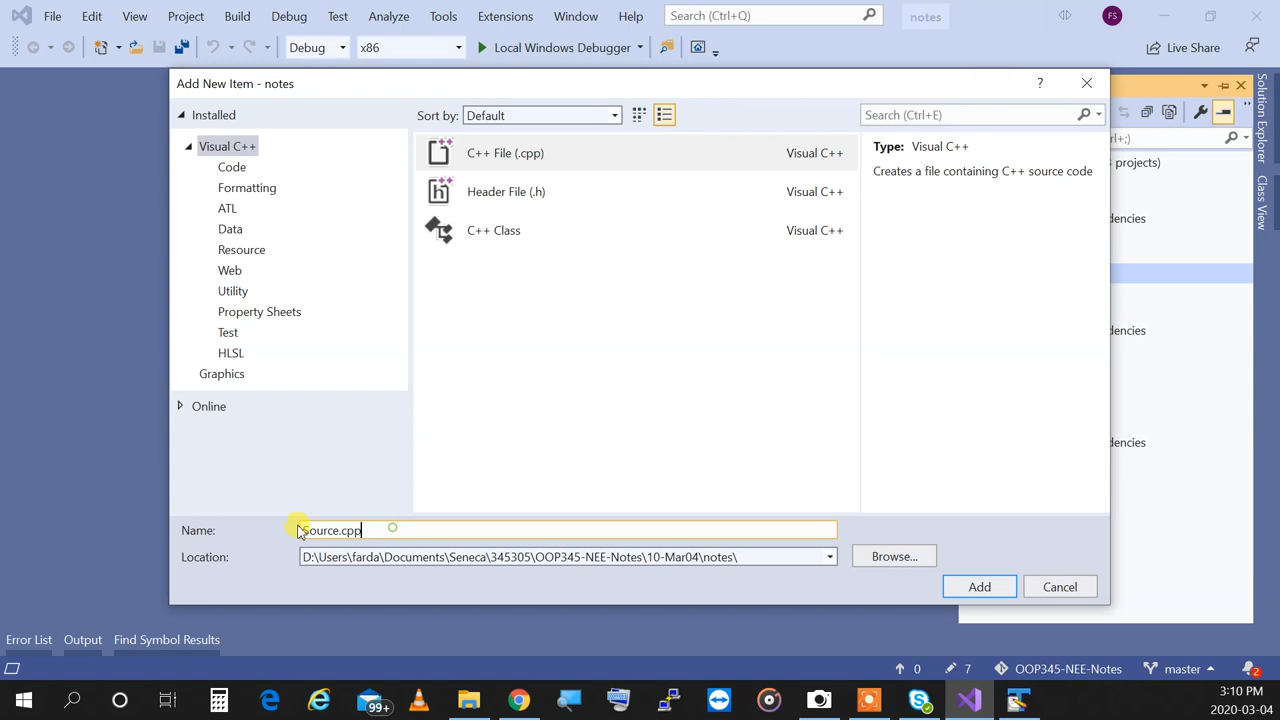 File Edit View Project Build Debug Test Analyze Tools Extensions Window Help Search (Ctrl+Q) notes FS
Debug x86 Local Windows Debugger Live Share
Add New Item - notes ?
Installed
Sort by: Default
Search (Ctrl+E)
Visual C++
Code
Formatting
ATL
Data
Resource
Web
Utility
Property Sheets
Test
HLSL
Graphics
Online
C++ File (.cpp) Visual C++
Header File (.h) Visual C++
C++ Class Visual C++
Type: Visual C++
Creates a file containing C++ source code
Name: Source.cpp
Location: D:\Users\farda\Documents\Seneca\345305\OOP345-NEE-Notes\10-Mar04\notes\
Browse...
Add Cancel
trl+;)
projects)
dencies
dencies
dencies
Solution Explorer
Class View
Error List Output Find Symbol Results
0 7 OOP345-NEE-Notes master 2
99+
3:10 PM
2020-03-04